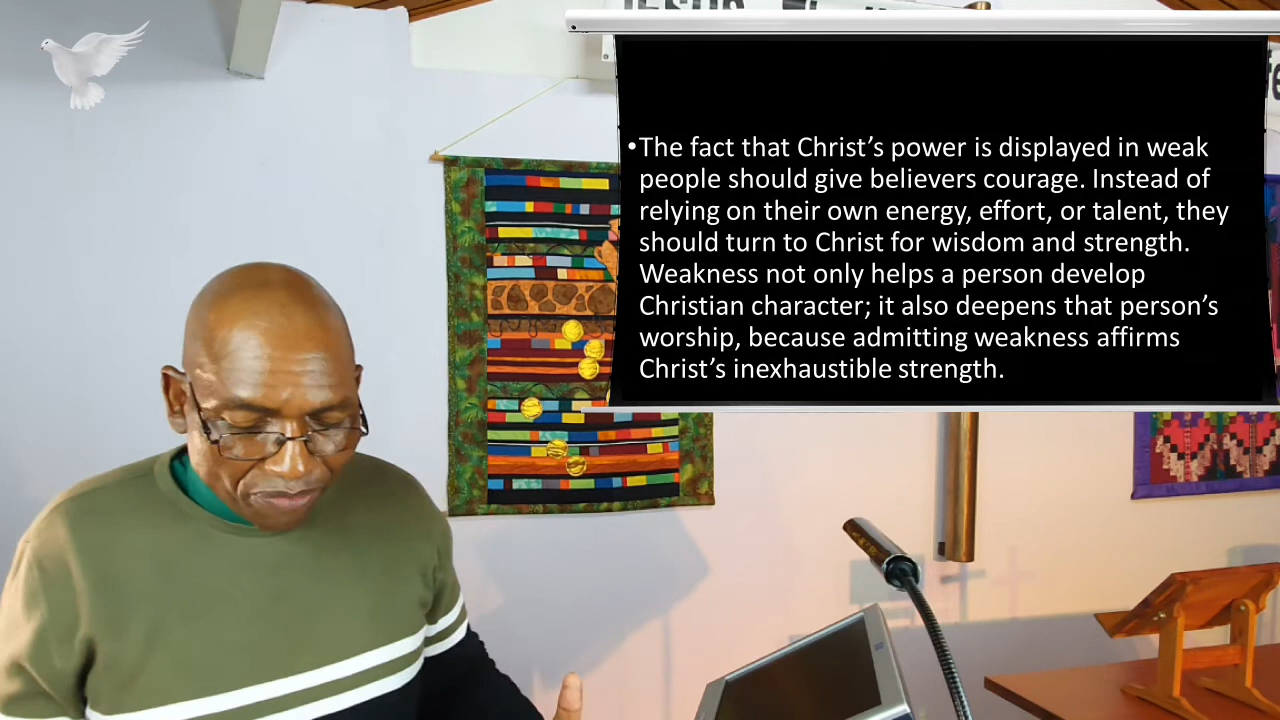 JESUS
•The fact that Christ’s power is displayed in weak
people should give believers courage. Instead of
relying on their own energy, effort, or talent, they
should turn to Christ for wisdom and strength.
Weakness not only helps a person develop
Christian character; it also deepens that person’s
worship, because admitting weakness affirms
Christ’s inexhaustible strength.